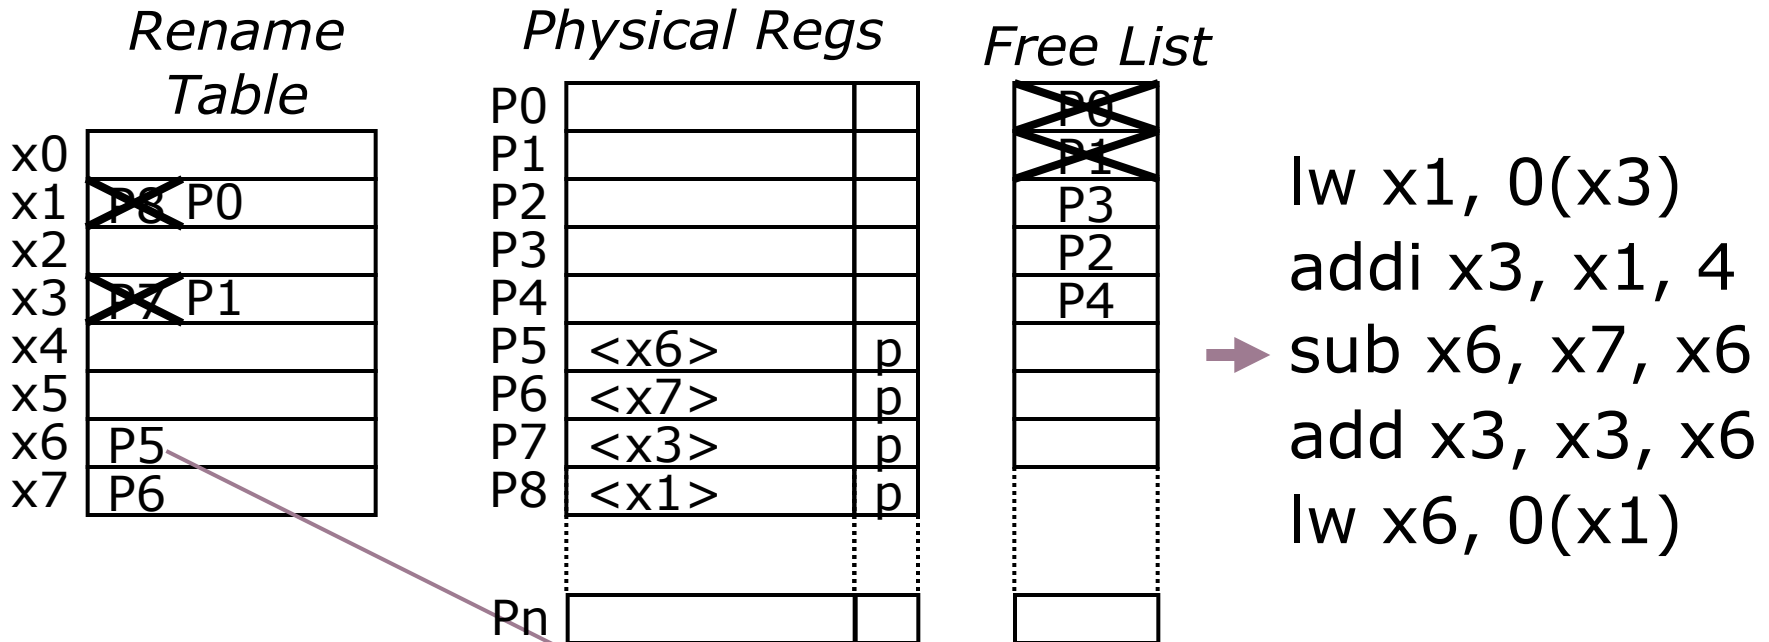 Rename
Table
x0
x1 P8 P0
x2
x3 P7 P1
x4
x5
x6 P5
x7 P6
Physical Regs
P0
P1
P2
P3
P4
P5 <x6> p
P6 <x7> p
P7 <x3> p
P8 <x1> p
Pn
Free List
P0
P1
P3
P2
P4
lw x1, 0(x3)
addi x3, x1, 4
sub x6, x7, x6
add x3, x3, x6
lw x6, 0(x1)